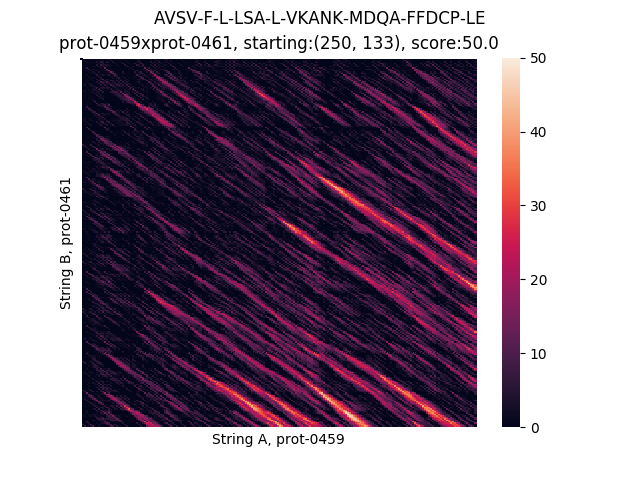 AVSV-F-L-LSA-L-VKANK-MDQA-FFDCP-LE
prot-0459xprot-0461, starting:(250, 133), score:50.0
String B, prot-0461
String A, prot-0459
50
40
30
20
10
0